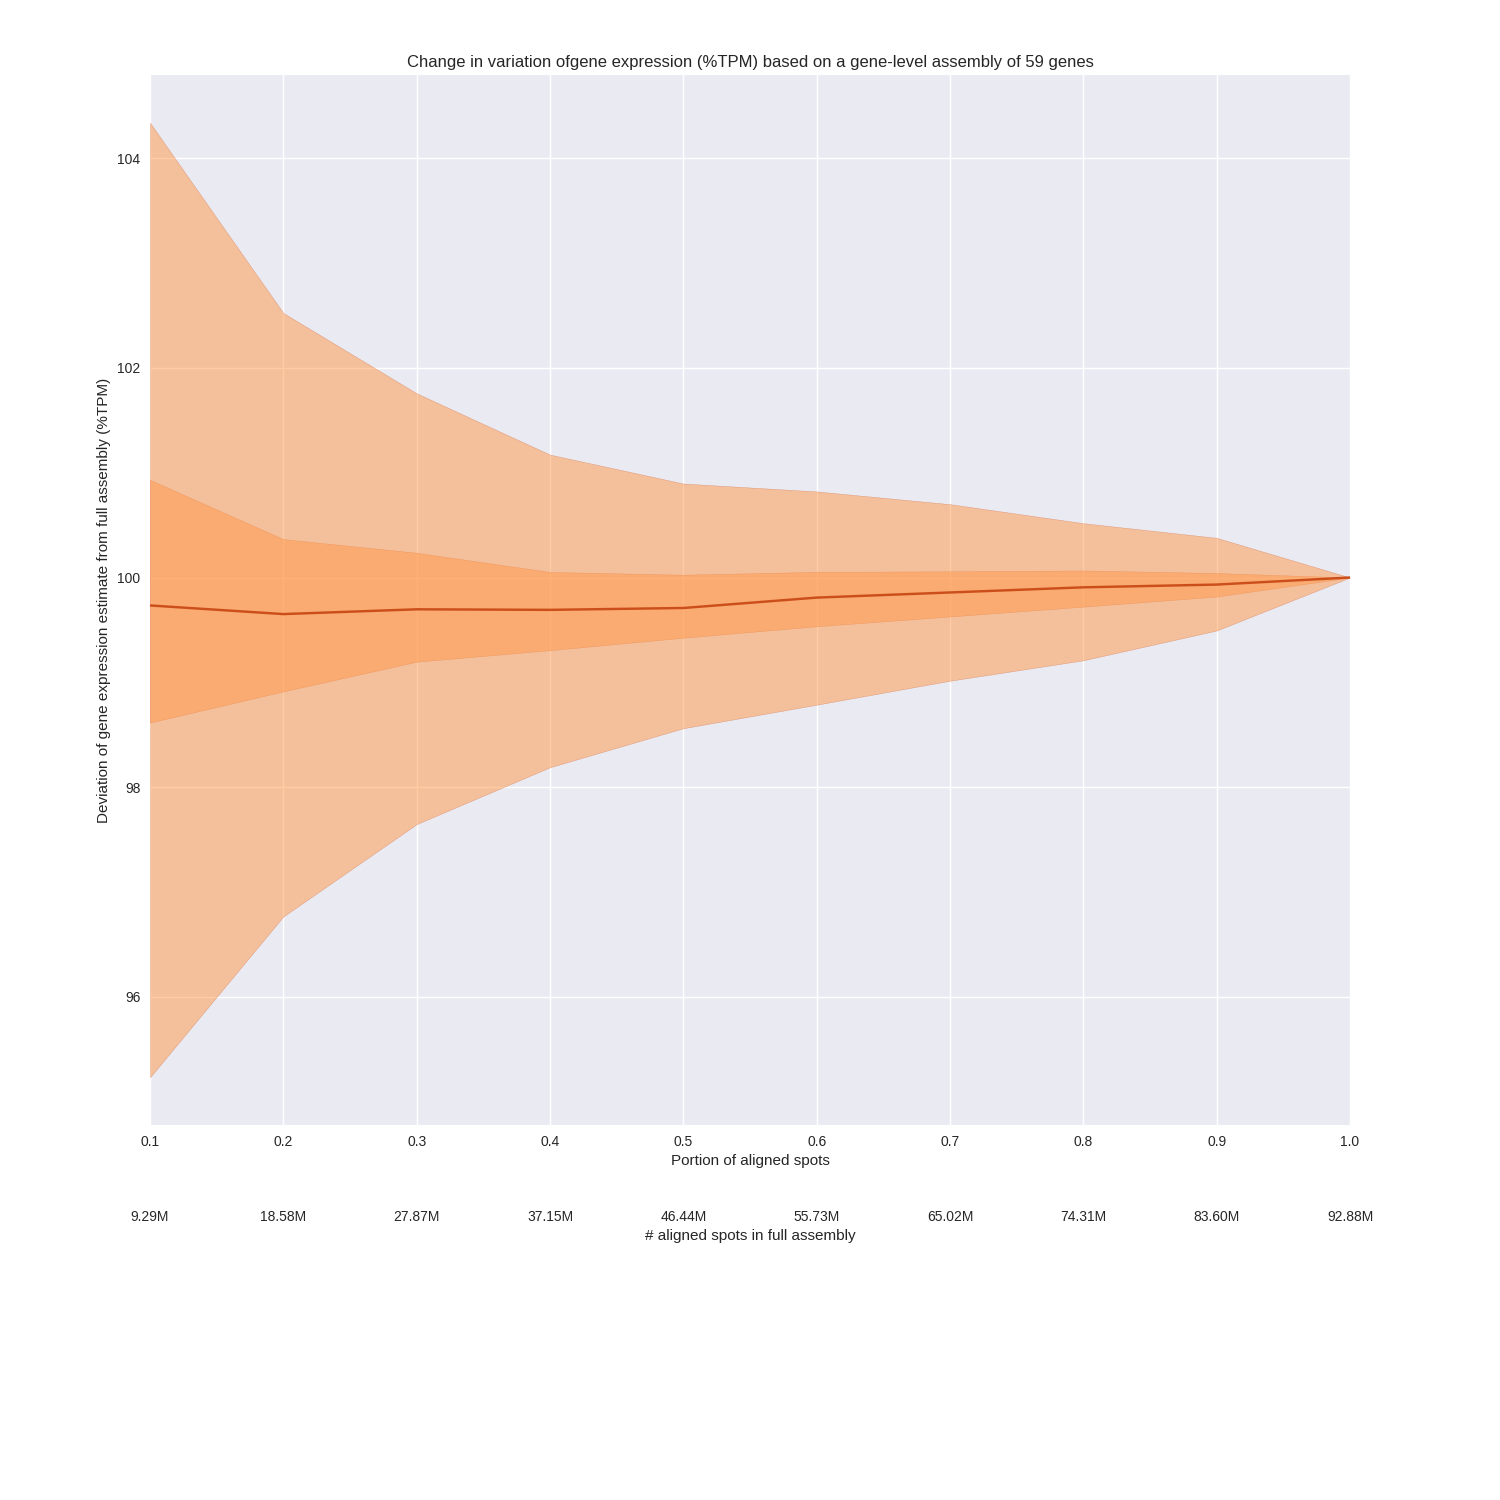 Change in variation ofgene expression (%TPM) based on a gene-level assembly of 59 genes
Deviation of gene expression estimate from full assembly (%TPM)
104
102
100
98
96
0.1 0.2 0.3 0.4 0.5 0.6 0.7 0.8 0.9 1.0
Portion of aligned spots
9.29M 18.58M 27.87M 37.15M 46.44M 55.73M 65.02M 74.31M 83.60M 92.88M
# aligned spots in full assembly